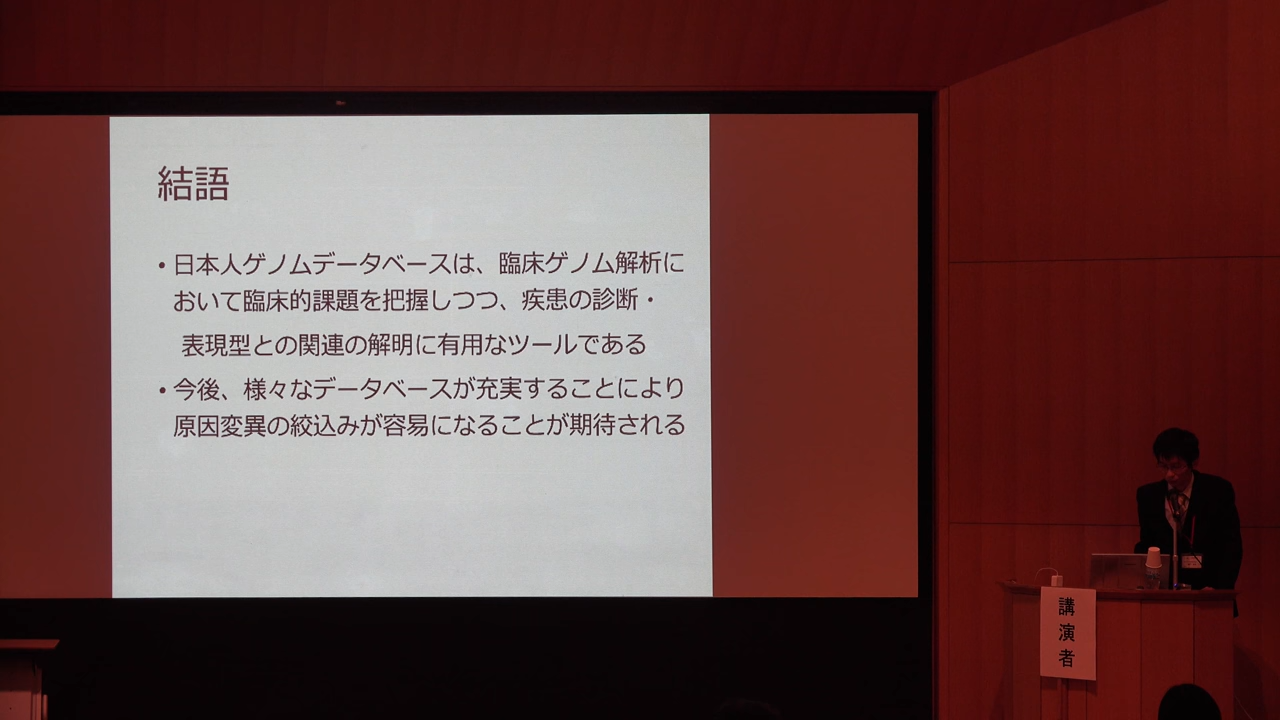 結語
• 日本人ゲノムデータベースは、臨床ゲノム解析に
おいて臨床的課題を把握しつつ、疾患の診断・
表現型との関連の解明に有用なツールである
• 今後、様々なデータベースが充実することにより
原因変異の絞込みが容易になることが期待される
講演者